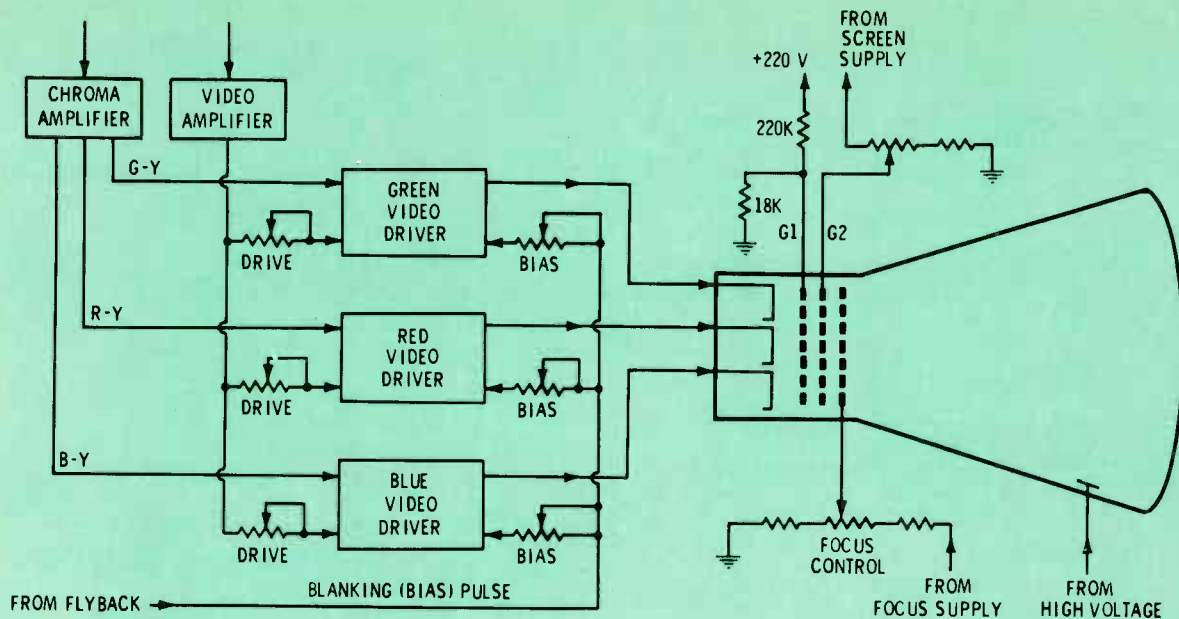 CHROMA
AMPLIFIER
VIDEO
AMPLIFIER
FROM
SCREEN
SUPPLY
+220 V
220K
18K
G1
G2
G-Y
GREEN
VIDEO
DRIVER
DRIVE
BIAS
R-Y
RED
VIDEO
DRIVER
DRIVE
BIAS
B-Y
BLUE
VIDEO
DRIVER
DRIVE
BIAS
FOCUS
CONTROL
BLANKING (BIAS) PULSE
FROM FLYBACK
FROM
FOCUS SUPPLY
FROM
HIGH VOLTAGE